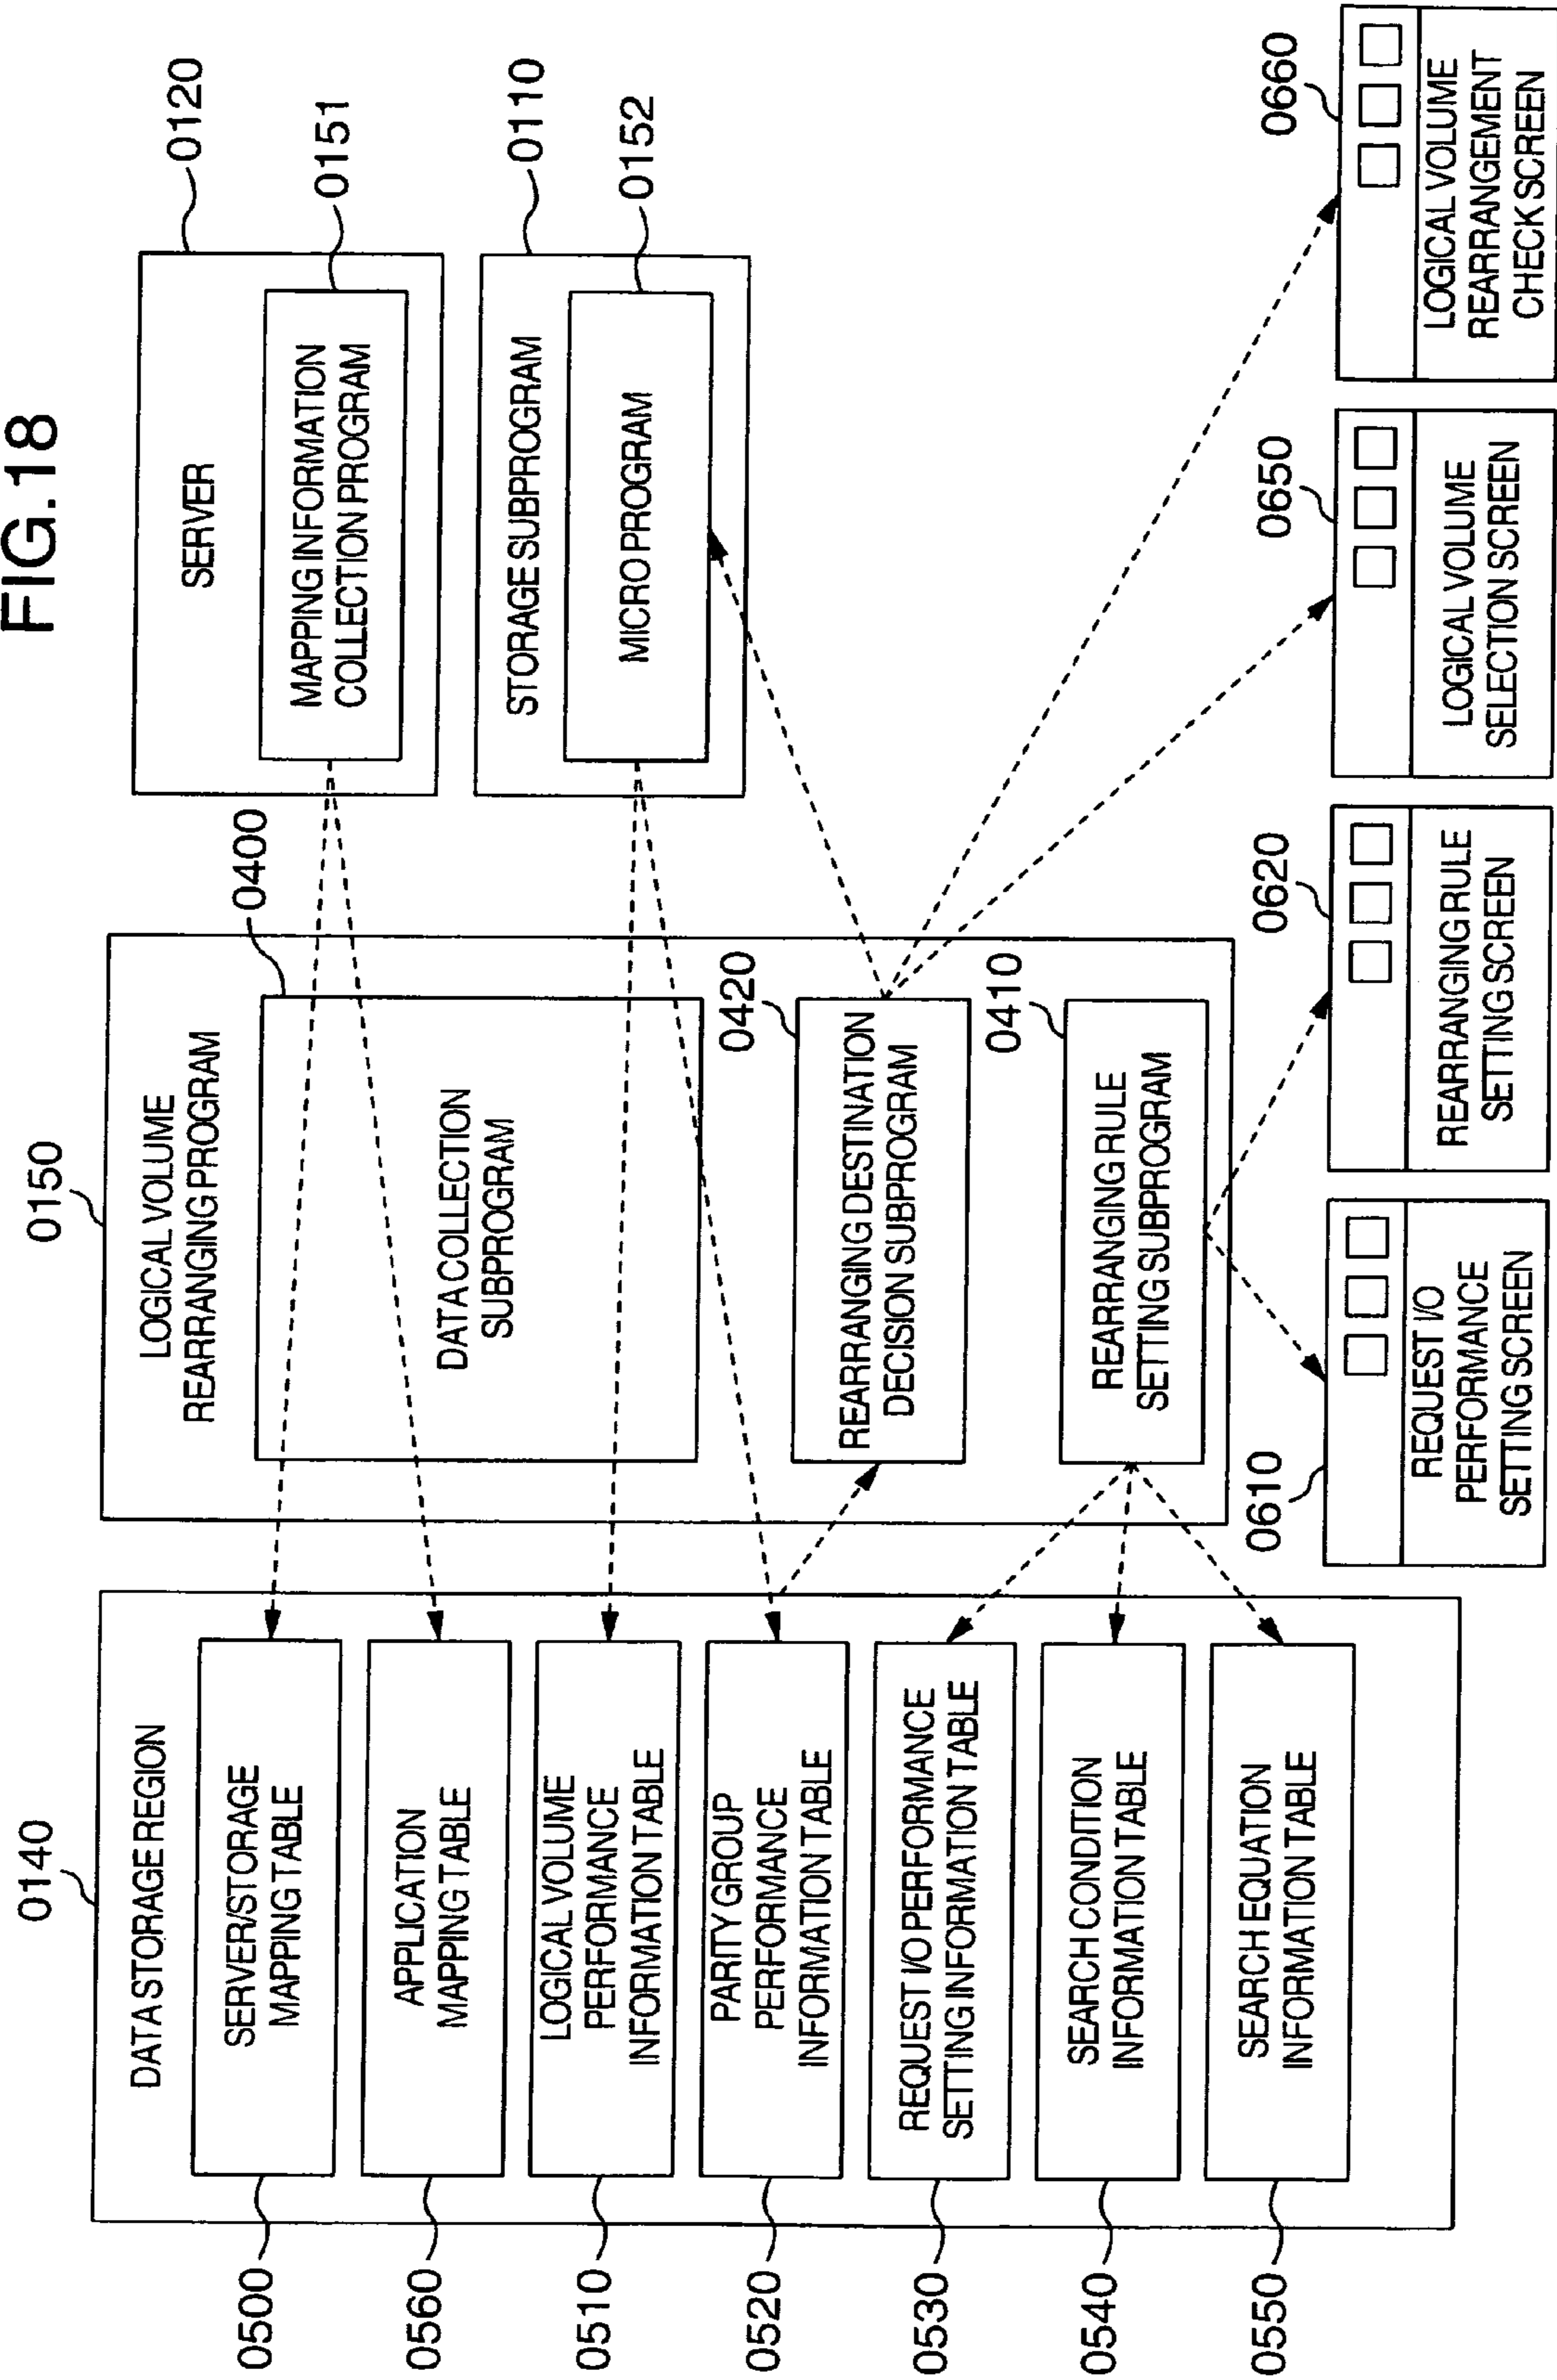 FIG.18
0140
DATA STORAGE REGION
0500
SERVER/STORAGE
MAPPING TABLE
0560
APPLICATION
MAPPING TABLE
0510
LOGICAL VOLUME
PERFORMANCE
INFORMATION TABLE
0520
PARITY GROUP
PERFORMANCE
INFORMATION TABLE
0530
REQUEST I/O PERFORMANCE
SETTING INFORMATION TABLE
0540
SEARCH CONDITION
INFORMATION TABLE
0550
SEARCH EQUATION
INFORMATION TABLE
0150
LOGICAL VOLUME
REARRANGING PROGRAM
0400
DATA COLLECTION
SUBPROGRAM
0420
REARRANGING DESTINATION
DECISION SUBPROGRAM
0410
REARRANGING RULE
SETTING SUBPROGRAM
0120
SERVER
0151
MAPPING INFORMATION
COLLECTION PROGRAM
0110
STORAGE SUBPROGRAM
0152
MICRO PROGRAM
0610
REQUEST I/O
PERFORMANCE
SETTING SCREEN
0620
REARRANGING RULE
SETTING SCREEN
0650
LOGICAL VOLUME
SELECTION SCREEN
0660
LOGICAL VOLUME
REARRANGEMENT
CHECK SCREEN